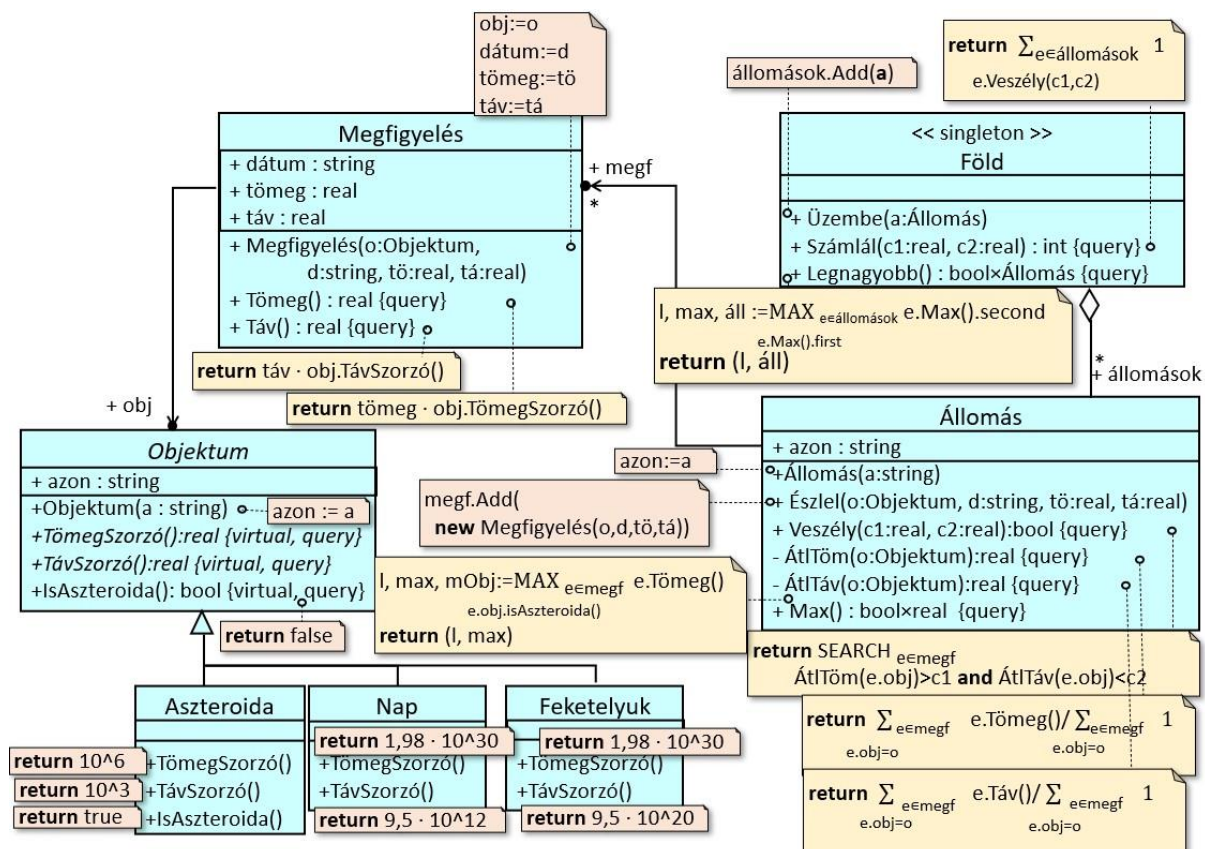 obj:=o
dátum:=d
tömeg:=tö
táv:=tá
return ∑ e∈állomások 1
e.Veszély(c1,c2)
állomások.Add(a)
Megfigyelés
+ dátum : string
+ tömeg : real
+ táv : real
+ Megfigyelés(o:Objektum,
d:string, tö:real, tá:real)
+ Tömeg() : real {query}
+ Táv() : real {query}
+ megf
*
<< singleton >>
Föld
+ Üzembe(a:Állomás)
+ Számlál(c1:real, c2:real) : int {query}
+ Legnagyobb() : bool×Állomás {query}
l, max, áll :=MAX e∈állomások e.Max().second
e.Max().first
return (l, áll)
return táv · obj.TávSzorzó()
return tömeg · obj.TömegSzorzó()
*
+ állomások
+ obj
Objektum
+ azon : string
+Objektum(a : string)
azon := a
+TömegSzorzó():real {virtual, query}
+TávSzorzó():real {virtual, query}
+IsAszteroida(): bool {virtual, query}
return false
Állomás
+ azon : string
+Állomás(a:string)
+ Észlel(o:Objektum, d:string, tö:real, tá:real)
+ Veszély(c1:real, c2:real):bool {query}
- ÁtlTöm(o:Objektum):real {query}
- ÁtlTáv(o:Objektum):real {query}
+ Max() : bool×real {query}
azon:=a
megf.Add(
new Megfigyelés(o,d,tö,tá))
l, max, mObj:=MAX e∈megf e.Tömeg()
e.obj.isAszteroida()
return (l, max)
return SEARCH e∈megf
ÁtlTöm(e.obj)>c1 and ÁtlTáv(e.obj)<c2
return ∑ e∈megf e.Tömeg()/∑ e∈megf 1
e.obj=o e.obj=o
return ∑ e∈megf e.Táv()/∑ e∈megf 1
e.obj=o e.obj=o
Aszteroida
return 10^6
+TömegSzorzó()
return 10^3
+TávSzorzó()
return true
+IsAszteroida()
Nap
return 1,98 · 10^30
+TömegSzorzó()
+TávSzorzó()
return 9,5 · 10^12
Feketelyuk
return 1,98 · 10^30
+TömegSzorzó()
+TávSzorzó()
return 9,5 · 10^20